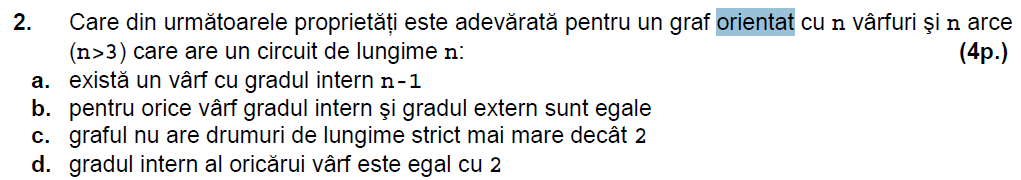 2. Care din următoarele proprietăţi este adevărată pentru un graf orientat cu n vârfuri şi n arce
(n>3) care are un circuit de lungime n: (4p.)
a. există un vârf cu gradul intern n-1
b. pentru orice vârf gradul intern şi gradul extern sunt egale
c. graful nu are drumuri de lungime strict mai mare decât 2
d. gradul intern al oricărui vârf este egal cu 2